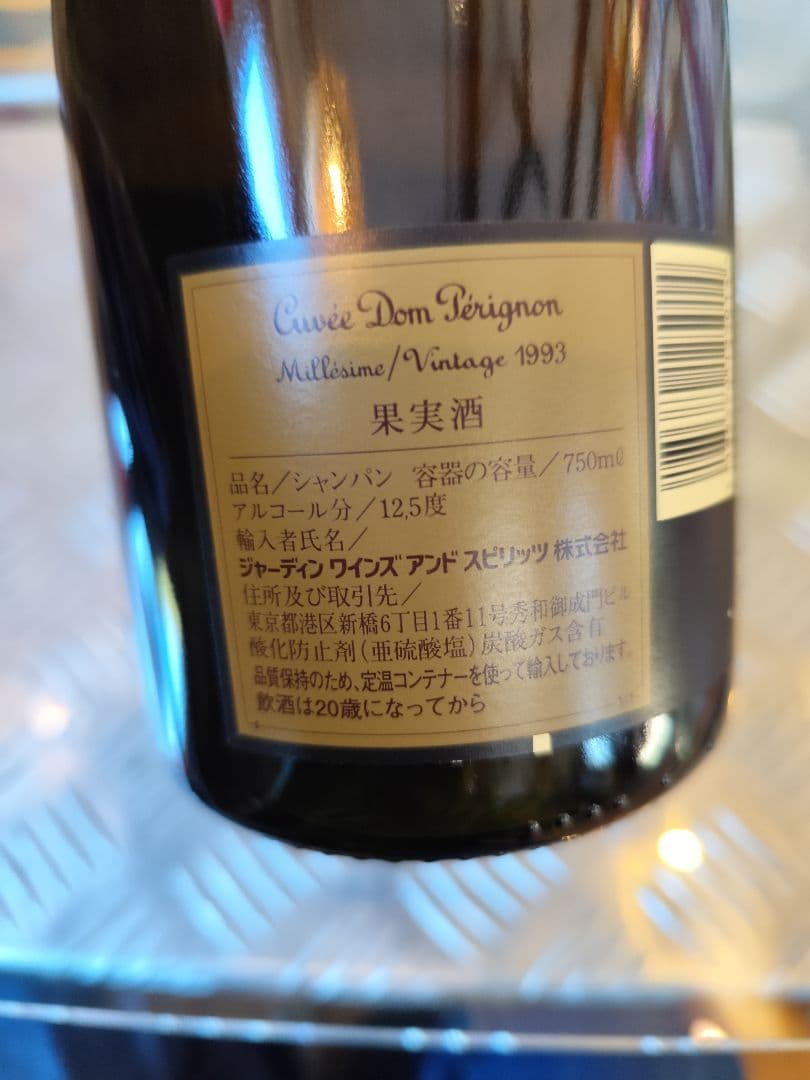 Cuvée Dom Pérignon
Millésime/Vintage 1993
果実酒
品名/シャンパン 容器の容量/750mℓ
アルコール分/12,5度
輸入者氏名/
ジャーディン ワインズ アンド スピリッツ 株式会社
住所及び取引先/
東京都港区新橋6丁目1番11号秀和御成門ビル
酸化防止剤(亜硫酸塩)炭酸ガス含有
品質保持のため、定温コンテナーを使って輸入しております。
飲酒は20歳になってから